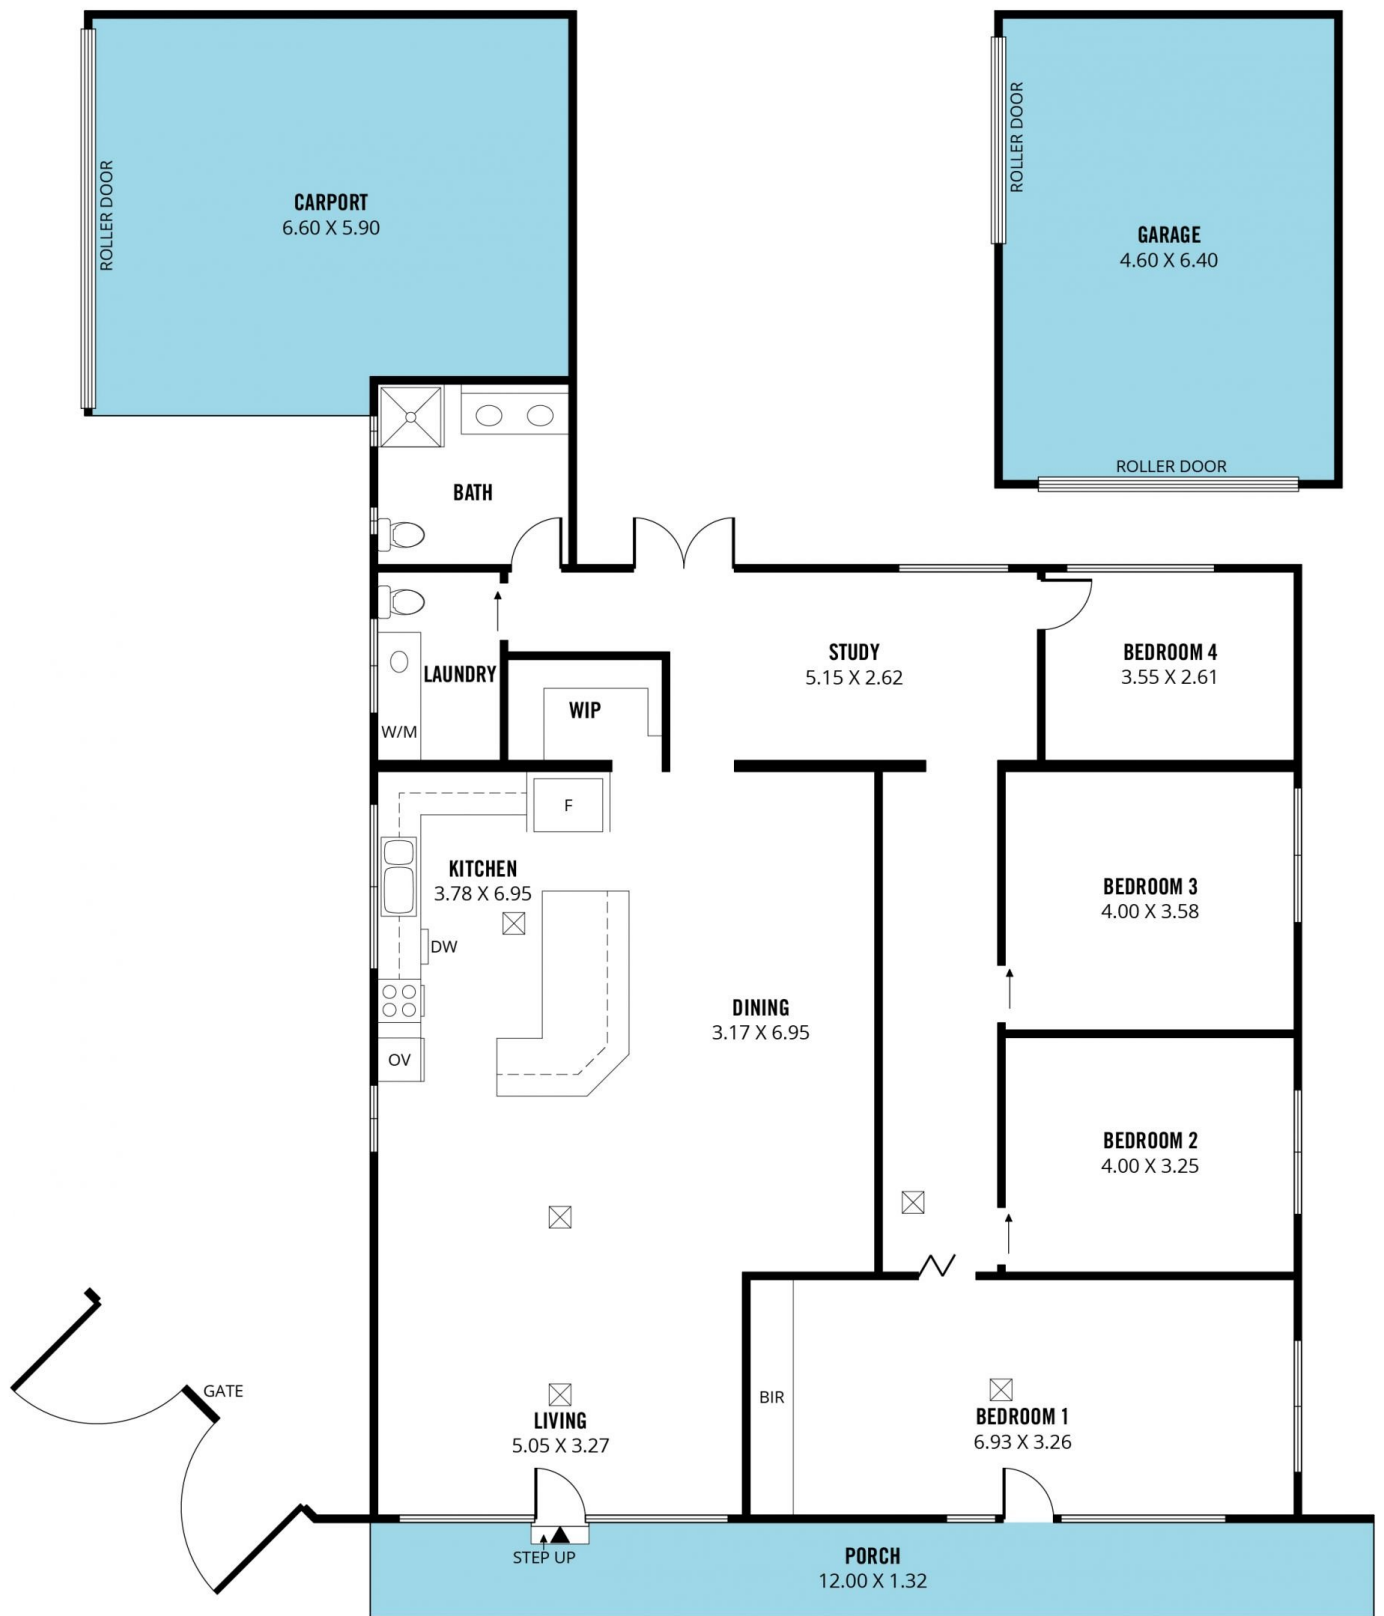 ROLLER DOOR
CARPORT
6.60 X 5.90
ROLLER DOOR
GARAGE
4.60 X 6.40
ROLLER DOOR
BATH
STUDY
5.15 X 2.62
BEDROOM 4
3.55 X 2.61
LAUNDRY
WIP
W/M
F
KITCHEN
3.78 X 6.95
BEDROOM 3
4.00 X 3.58
DW
DINING
3.17 X 6.95
OV
BEDROOM 2
4.00 X 3.25
GATE
BIR
LIVING
5.05 X 3.27
BEDROOM 1
6.93 X 3.26
STEP UP
PORCH
12.00 X 1.32